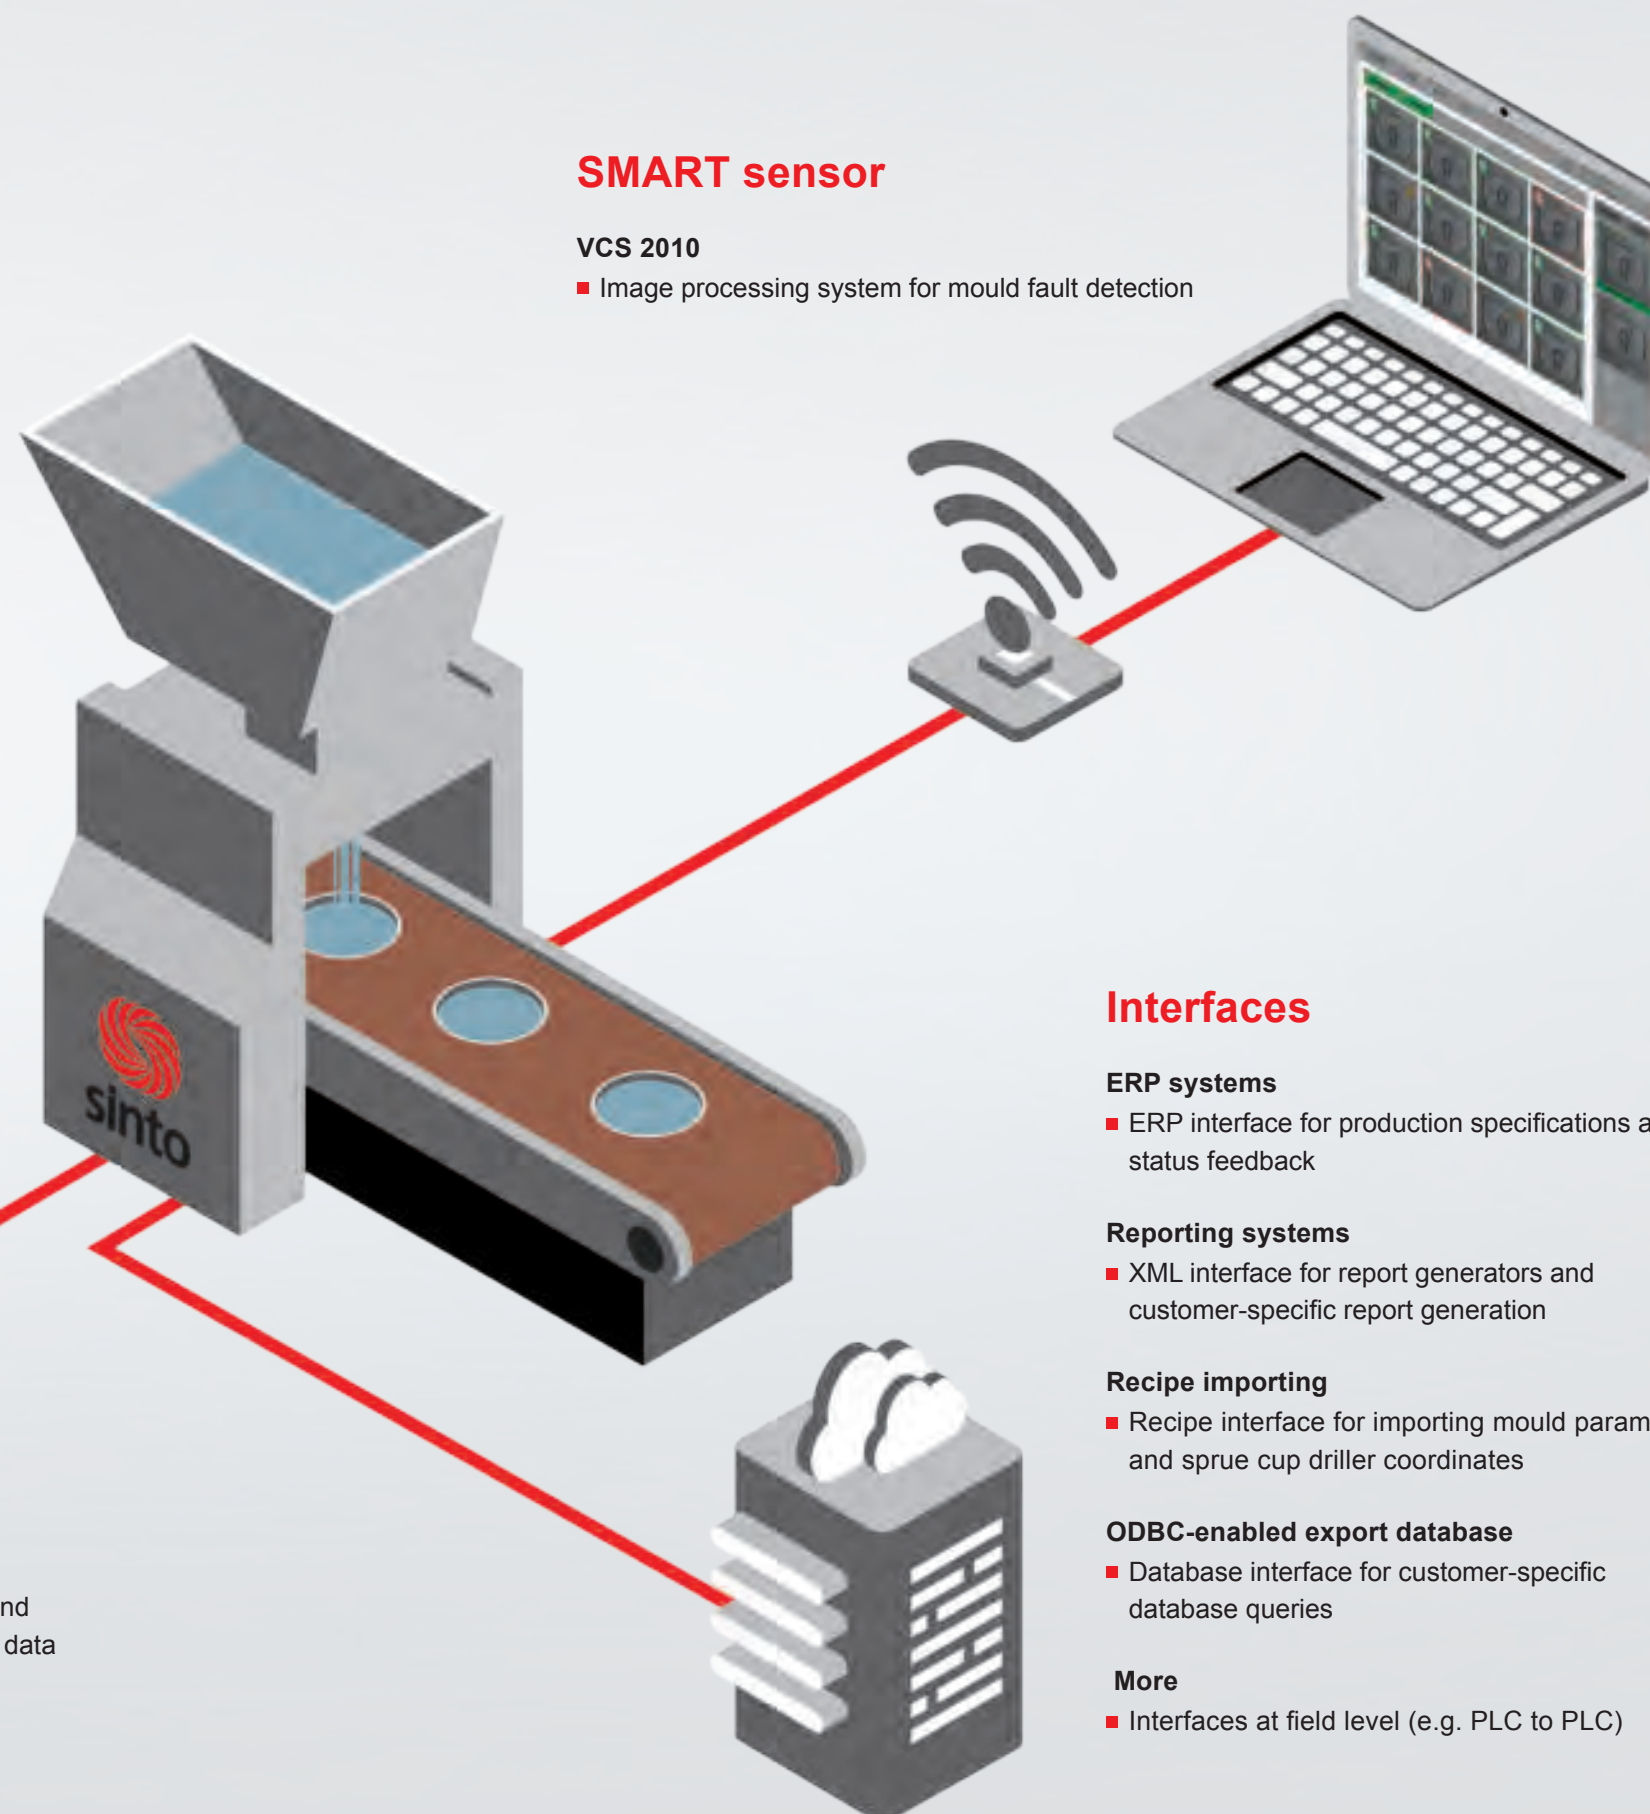 SMART sensor
VCS 2010
Image processing system for mould fault detection
sinto
Interfaces
ERP systems
ERP interface for production specifications a
status feedback
Reporting systems
XML interface for report generators and
customer-specific report generation
Recipe importing
Recipe interface for importing mould param
and sprue cup driller coordinates
ODBC-enabled export database
Database interface for customer-specific
database queries
More
Interfaces at field level (e.g. PLC to PLC)
nd
data